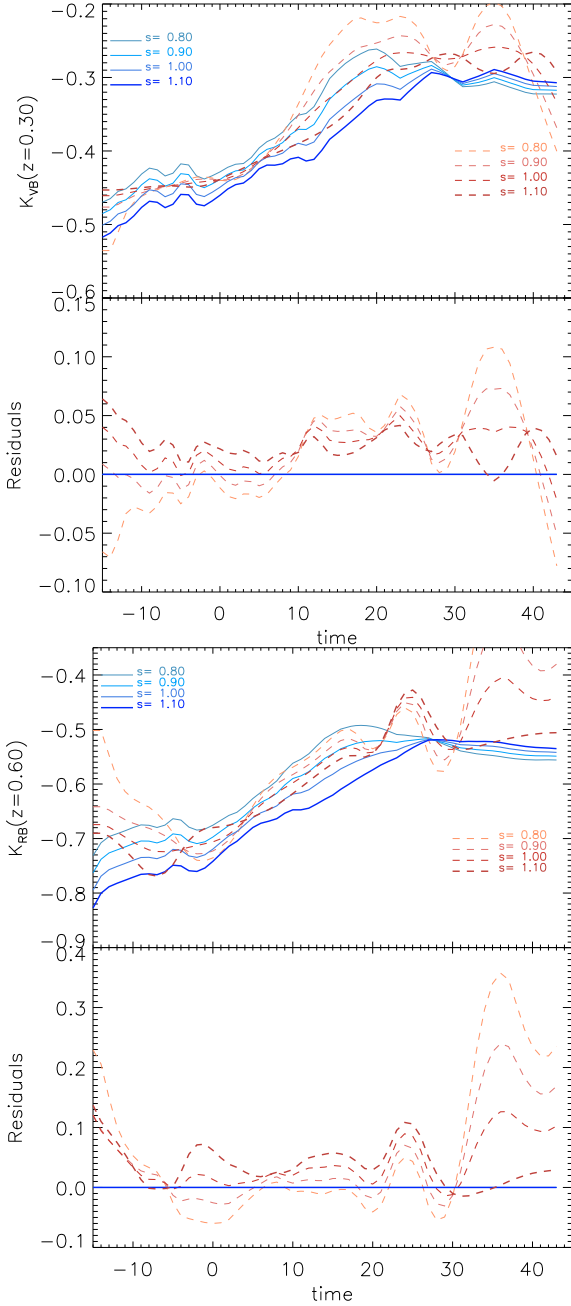 -0.2
-0.3
-0.4
-0.5
-0.6
K_VB(z=0.30)
s= 0.80
s= 0.90
s= 1.00
s= 1.10
s= 0.80
s= 0.90
s= 1.00
s= 1.10
0.15
0.10
0.05
0.00
-0.05
-0.10
Residuals
-10 0 10 20 30 40
time
-0.4
-0.5
-0.6
-0.7
-0.8
-0.9
K_RB(z=0.60)
s= 0.80
s= 0.90
s= 1.00
s= 1.10
s= 0.80
s= 0.90
s= 1.00
s= 1.10
0.4
0.3
0.2
0.1
0.0
-0.1
Residuals
-10 0 10 20 30 40
time